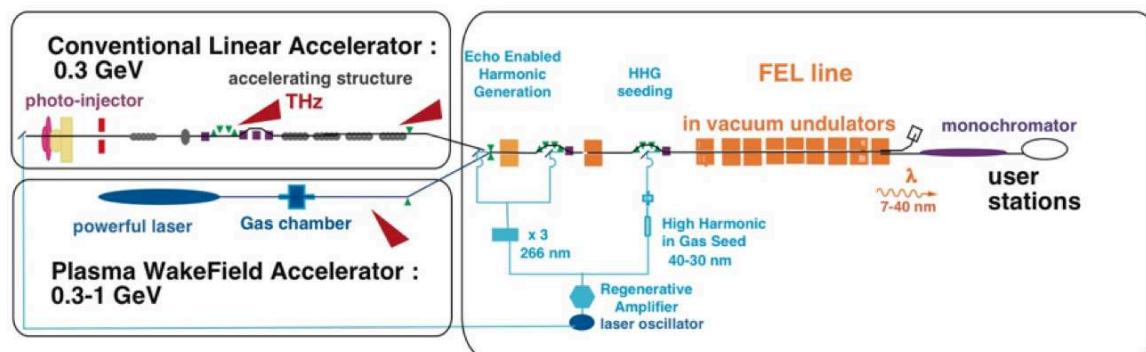 Conventional Linear Accelerator :
0.3 GeV
accelerating structure
photo-injector
THz
powerful laser
Gas chamber
Plasma WakeField Accelerator :
0.3-1 GeV
Echo Enabled
Harmonic
Generation
HHG
seeding
FEL line
in vacuum undulators
monochromator
λ
7-40 nm
user
stations
x 3
266 nm
High Harmonic
in Gas Seed
40-30 nm
Regenerative
Amplifier
laser oscillator